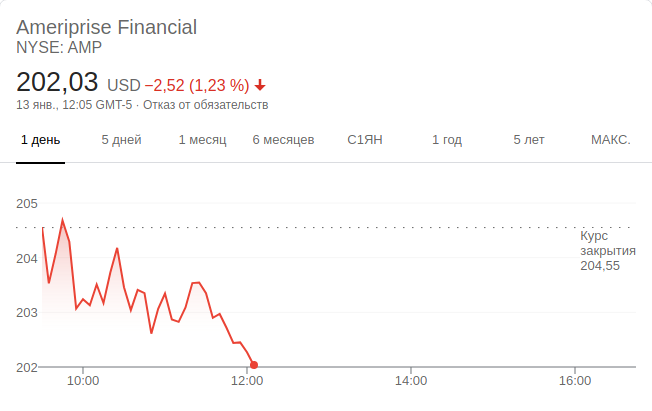 Ameriprise Financial
NYSE: AMP
202,03 USD −2,52 (1,23 %)
13 янв., 12:05 GMT-5 · Отказ от обязательств
1 день 5 дней 1 месяц 6 месяцев С1ЯН 1 год 5 лет МАКС.
205
Курс
закрытия
204,55
204
203
202
10:00 12:00 14:00 16:00